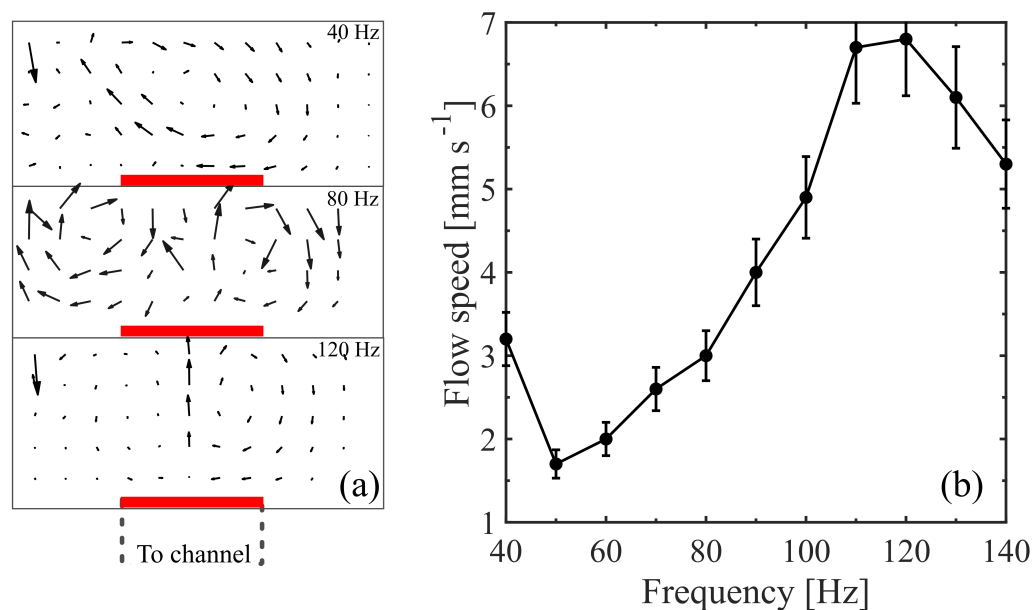 40 Hz
80 Hz
120 Hz
(a)
To channel
7
6
5
4
3
2
1
Flow speed [mm s⁻¹]
(b)
40 60 80 100 120 140
Frequency [Hz]